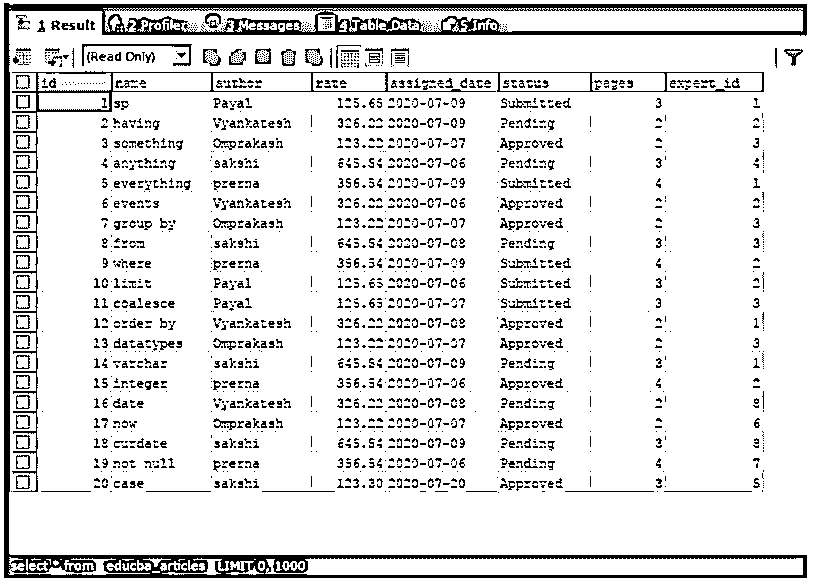 1 Result 2 Profiler 3 Messages 4 Table Data 5 Info
(Read Only)
id name author rate assigned_date status pages expert_id
1 sp Payal 125.65 2020-07-09 Submitted 3 1
2 having Vyankatesh 326.22 2020-07-09 Pending 2 2
3 something Omprakash 123.22 2020-07-07 Approved 2 3
4 anything sakshi 645.54 2020-07-06 Pending 3 4
5 everything prerna 356.54 2020-07-09 Submitted 4 1
6 events Vyankatesh 326.22 2020-07-06 Approved 2 2
7 group by Omprakash 123.22 2020-07-07 Approved 2 3
8 from sakshi 645.54 2020-07-08 Pending 3 3
9 where prerna 356.54 2020-07-09 Submitted 4 2
10 limit Payal 125.65 2020-07-06 Submitted 3 2
11 coalesce Payal 125.65 2020-07-07 Submitted 3 3
12 order by Vyankatesh 326.22 2020-07-08 Approved 2 1
13 datatypes Omprakash 123.22 2020-07-07 Approved 2 3
14 varchar sakshi 645.54 2020-07-09 Pending 3 1
15 integer prerna 356.54 2020-07-06 Approved 4 2
16 date Vyankatesh 326.22 2020-07-08 Pending 2 8
17 now Omprakash 123.22 2020-07-07 Approved 2 6
18 curdate sakshi 645.54 2020-07-09 Pending 3 8
19 not null prerna 356.54 2020-07-06 Pending 4 7
20 case sakshi 123.30 2020-07-20 Approved 3 5
select * from educba_articles LIMIT 0, 1000